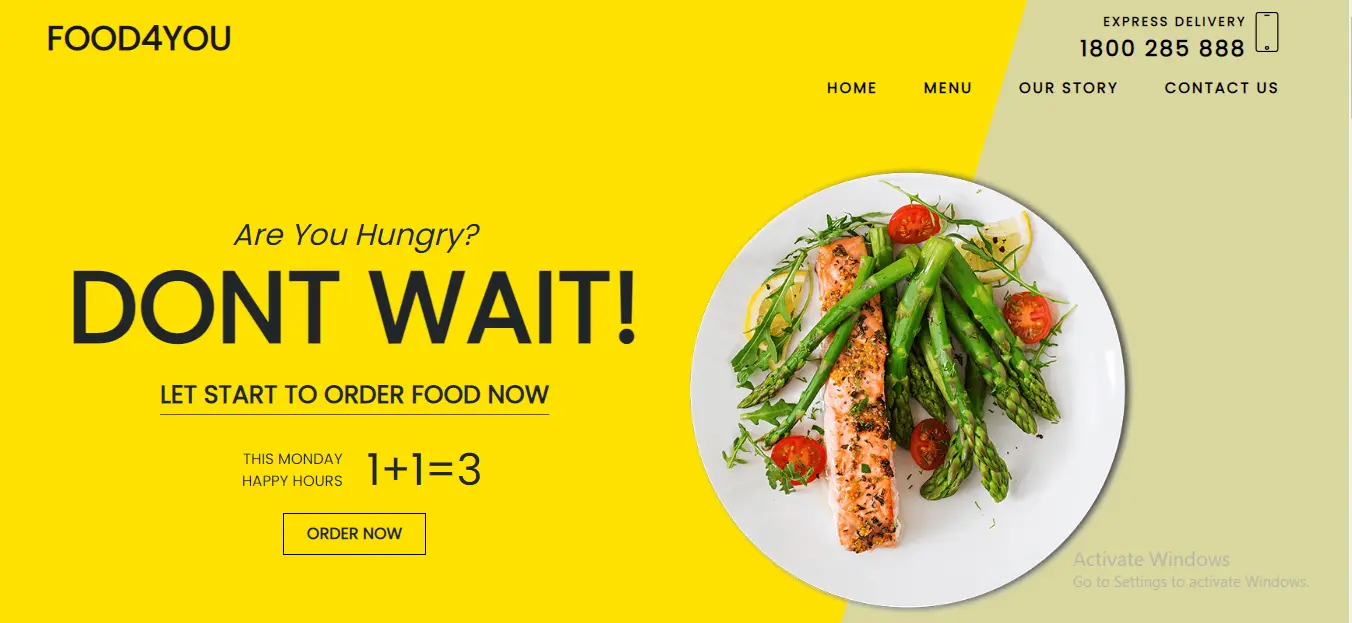 FOOD4YOU
EXPRESS DELIVERY
1800 285 888
HOME MENU OUR STORY CONTACT US
Are You Hungry?
DONT WAIT!
LET START TO ORDER FOOD NOW
THIS MONDAY
HAPPY HOURS
1+1=3
ORDER NOW
Activate Windows
Go to Settings to activate Windows.